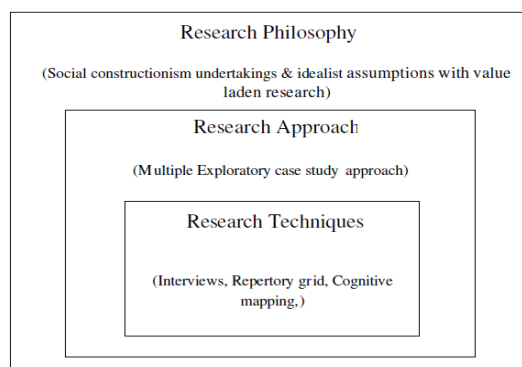 Research Philosophy
(Social constructionism undertakings & idealist assumptions with value
laden research)
Research Approach
(Multiple Exploratory case study approach)
Research Techniques
(Interviews, Repertory grid, Cognitive
mapping,)